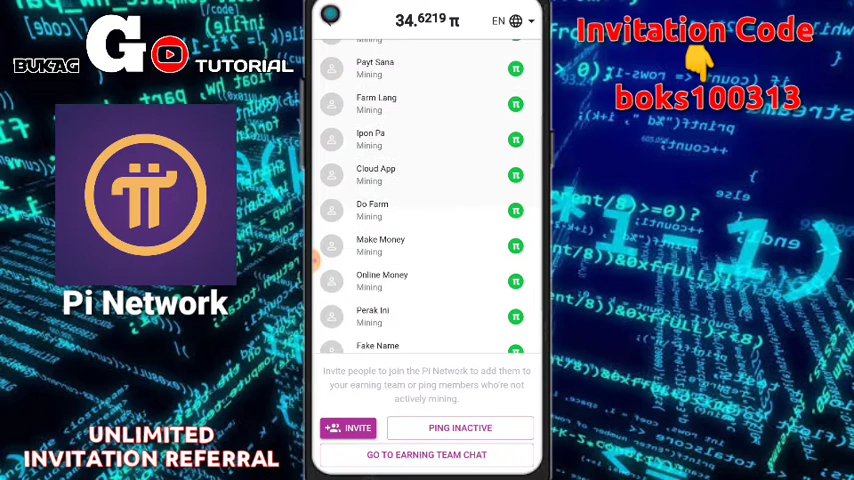 BUKAG GO TUTORIAL
Pi Network
UNLIMITED
INVITATION REFERRAL
34.6219 π
EN
Payt Sana
Mining
π
Farm Lang
Mining
π
Ipon Pa
Mining
π
Cloud App
Mining
π
Do Farm
Mining
π
Make Money
Mining
π
Online Money
Mining
π
Perak Ini
Mining
π
Fake Name
Invite people to join the Pi Network to add them to
your earning team or ping members who're not
actively mining.
INVITE
PING INACTIVE
GO TO EARNING TEAM CHAT
Invitation Code
boks100313